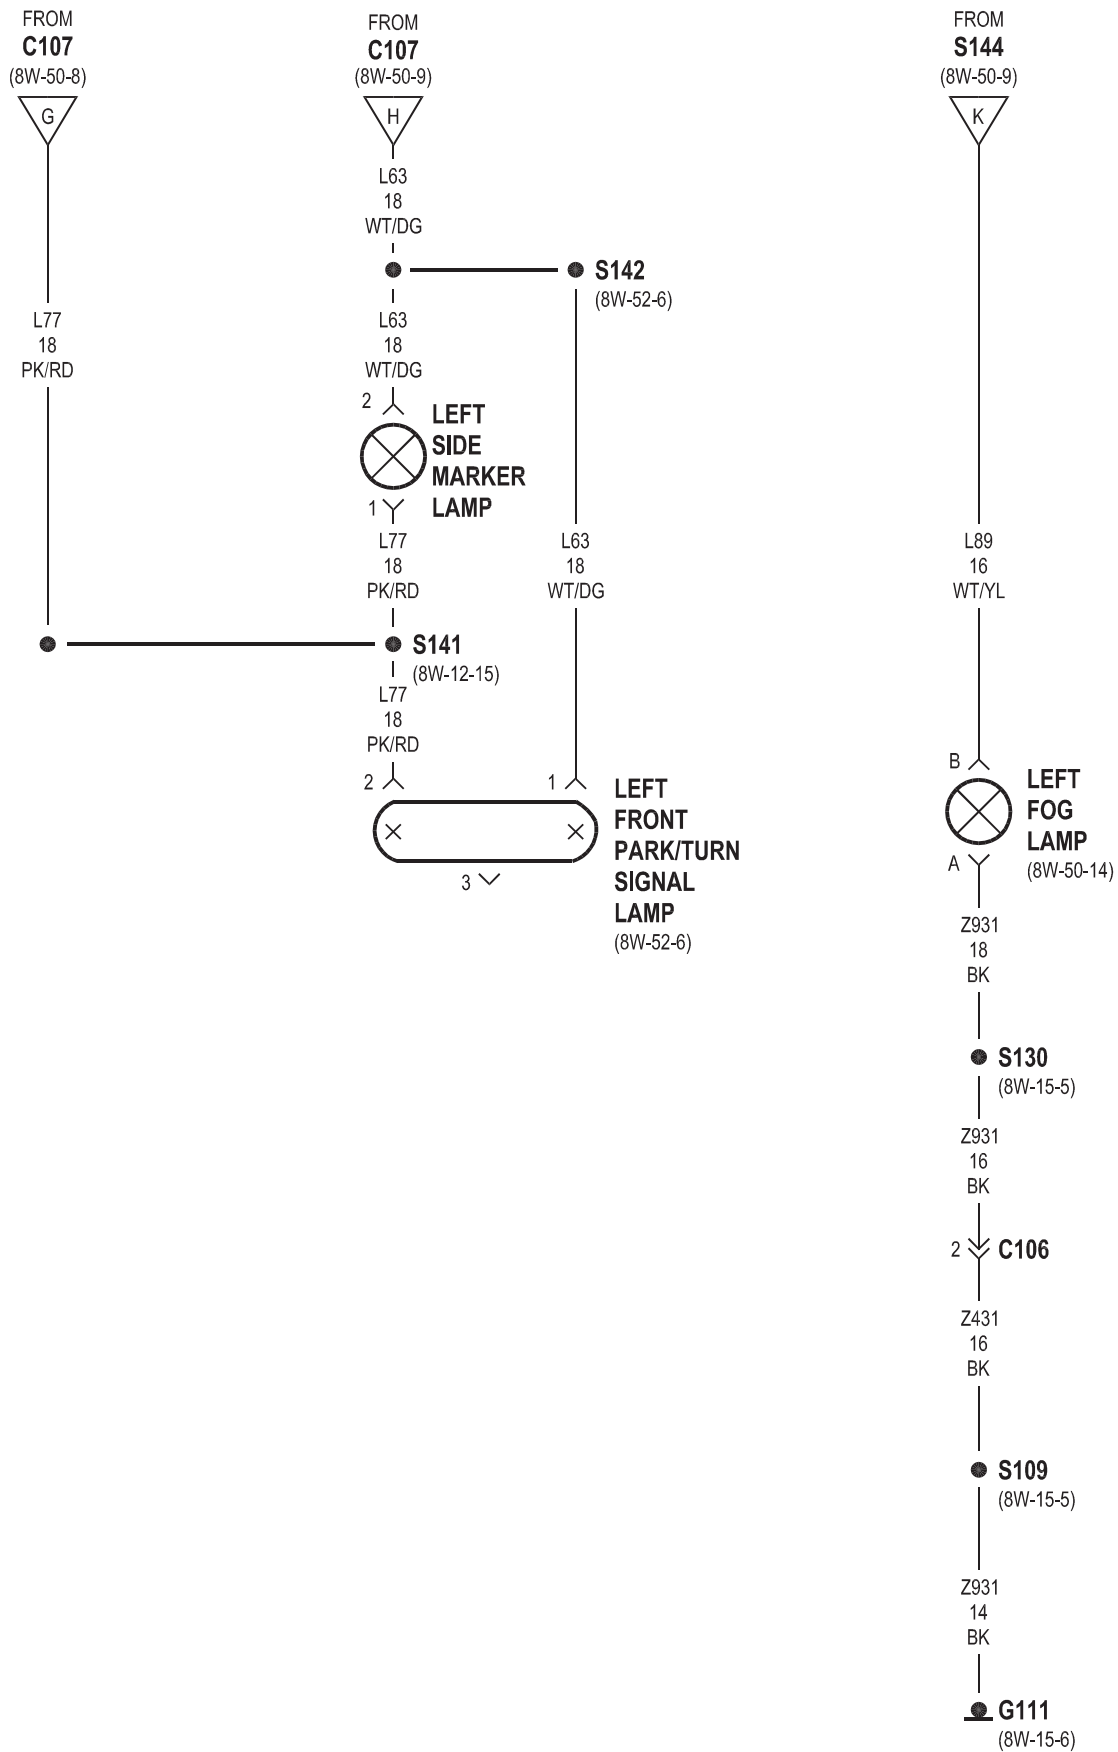 FROM
C107
(8W-50-8)
G
L77
18
PK/RD
FROM
C107
(8W-50-9)
H
L63
18
WT/DG
S142
(8W-52-6)
L63
18
WT/DG
2
LEFT
SIDE
MARKER
LAMP
1
L77
18
PK/RD
L63
18
WT/DG
S141
(8W-12-15)
L77
18
PK/RD
2
1
LEFT
FRONT
PARK/TURN
SIGNAL
LAMP
(8W-52-6)
3
FROM
S144
(8W-50-9)
K
L89
16
WT/YL
B
LEFT
FOG
LAMP
(8W-50-14)
A
Z931
18
BK
S130
(8W-15-5)
Z931
16
BK
2
C106
Z431
16
BK
S109
(8W-15-5)
Z931
14
BK
G111
(8W-15-6)